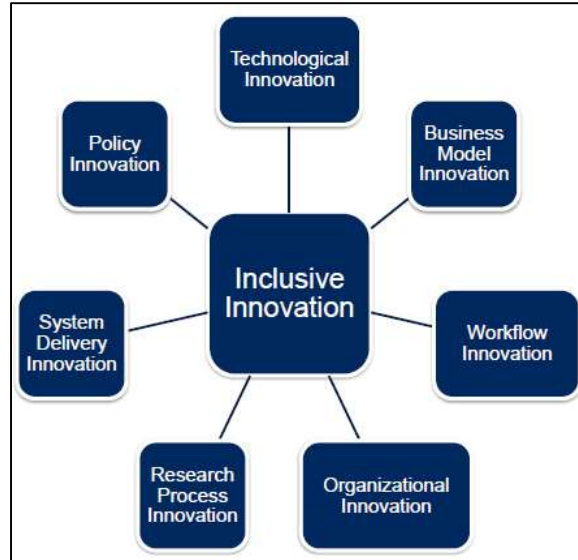 Technological
Innovation
Policy
Innovation
Business
Model
Innovation
Inclusive
Innovation
System
Delivery
Innovation
Workflow
Innovation
Research
Process
Innovation
Organizational
Innovation